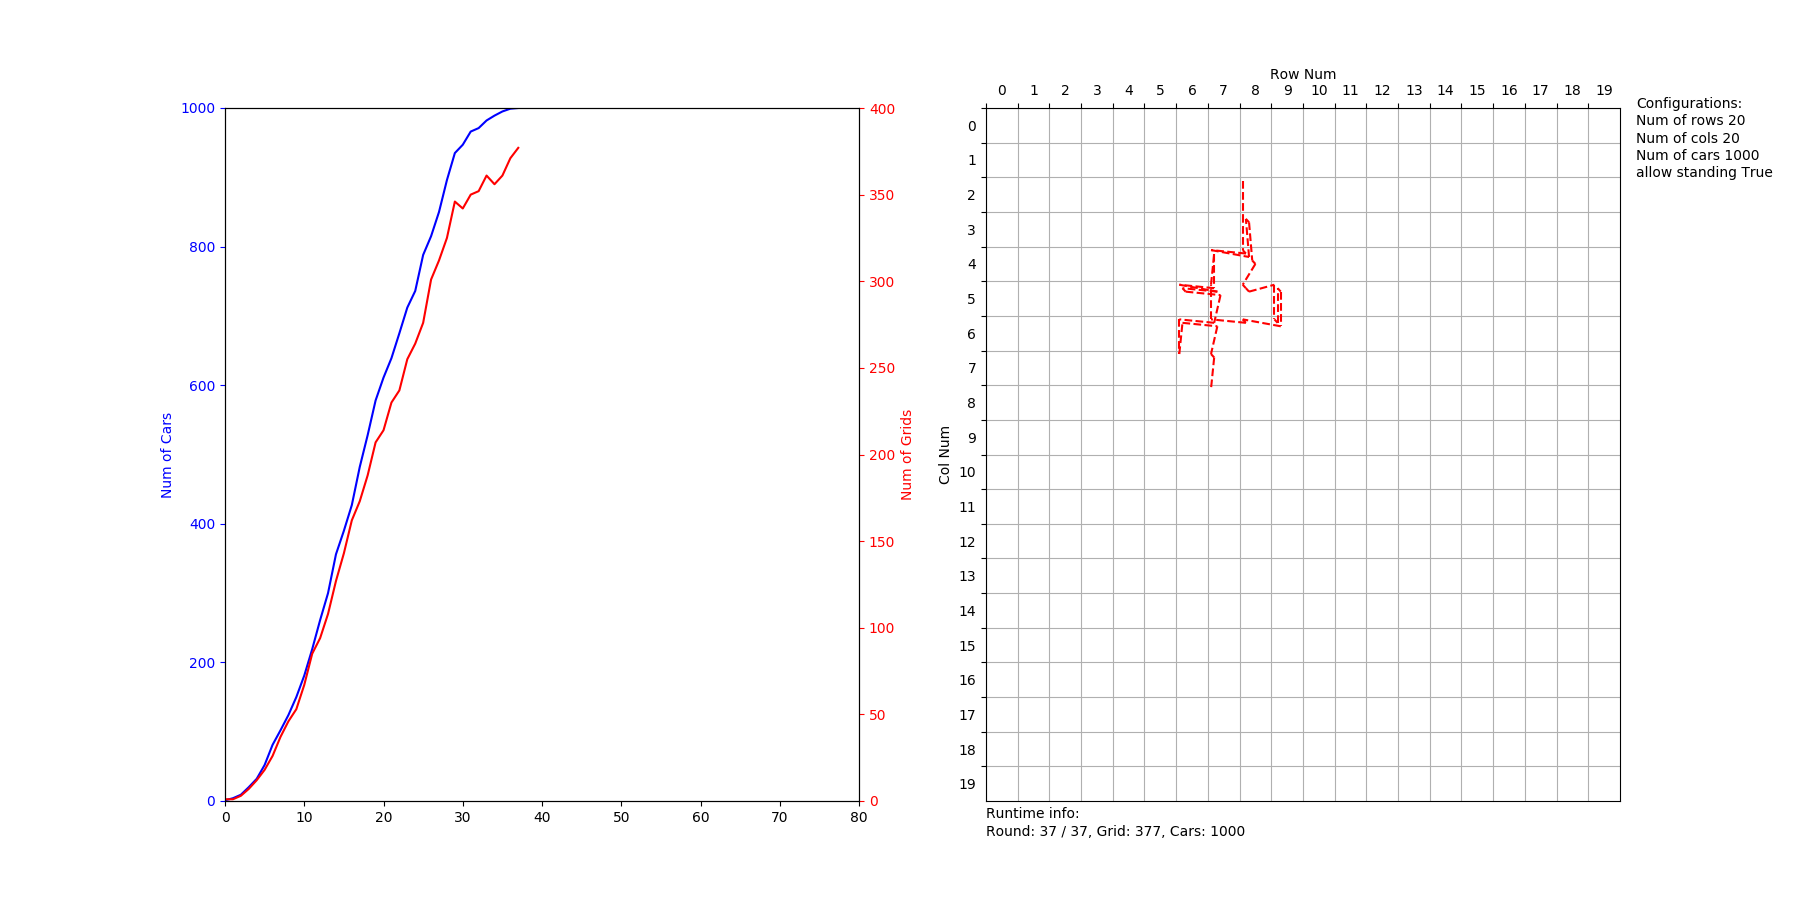 Row Num
0 1 2 3 4 5 6 7 8 9 10 11 12 13 14 15 16 17 18 19
Configurations:
Num of rows 20
Num of cols 20
Num of cars 1000
allow standing True
1000
800
600
400
200
0
Num of Cars
0 10 20 30 40 50 60 70 80
400
350
300
250
200
150
100
50
0
Num of Grids
Col Num
0
1
2
3
4
5
6
7
8
9
10
11
12
13
14
15
16
17
18
19
Runtime info:
Round: 37 / 37, Grid: 377, Cars: 1000